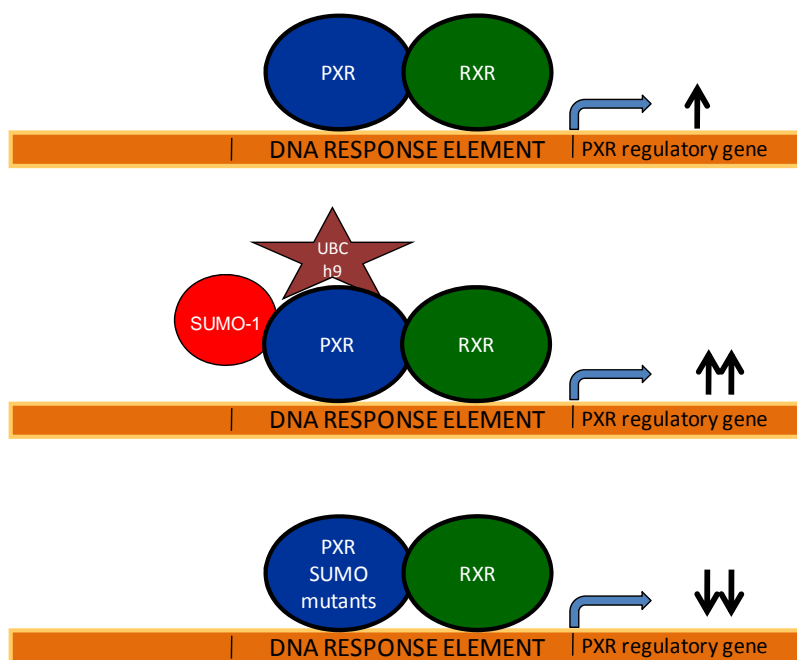 PXR RXR
DNA RESPONSE ELEMENT PXR regulatory gene
UBC
h9
SUMO-1
PXR RXR
DNA RESPONSE ELEMENT PXR regulatory gene
PXR
SUMO
mutants
RXR
DNA RESPONSE ELEMENT PXR regulatory gene